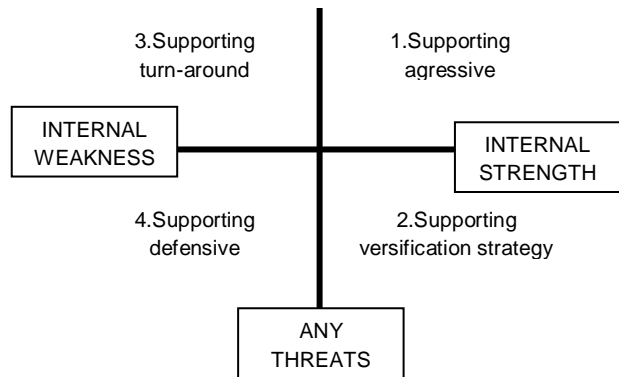 3.Supporting
turn-around
1.Supporting
agressive
INTERNAL
WEAKNESS
INTERNAL
STRENGTH
4.Supporting
defensive
2.Supporting
versification strategy
ANY
THREATS